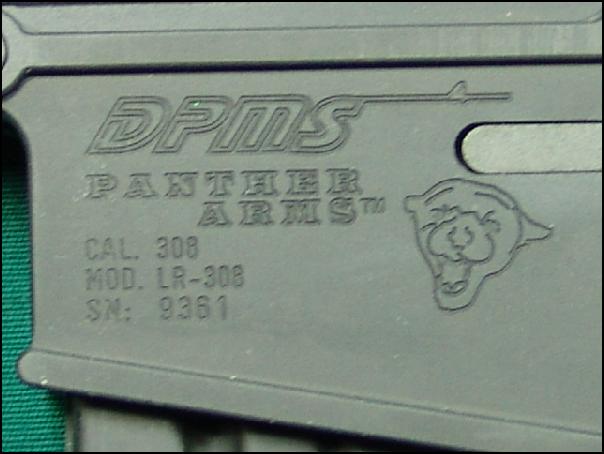 DPMS
PANTHER
ARMS™
CAL. 308
MOD. LR-308
SN: 9361